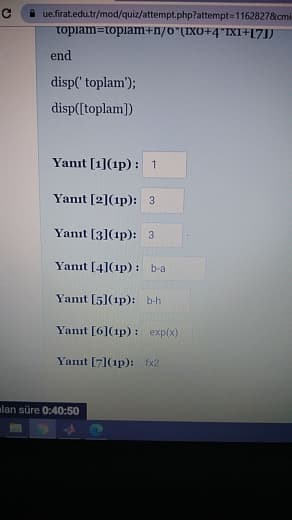 ue.firat.edu.tr/mod/quiz/attempt.php?attempt=1162827&cmi
toplam=toplam+h/6*(fx0+4*fx1+[7])
end
disp(' toplam');
disp([toplam])
Yanıt [1](1p) : 1
Yanıt [2](1p): 3
Yanıt [3](1p): 3
Yanıt [4](1p) : b-a
Yanıt [5](1p): b-h
Yanıt [6](1p) : exp(x)
Yanıt [7](1p): fx2
alan süre 0:40:50